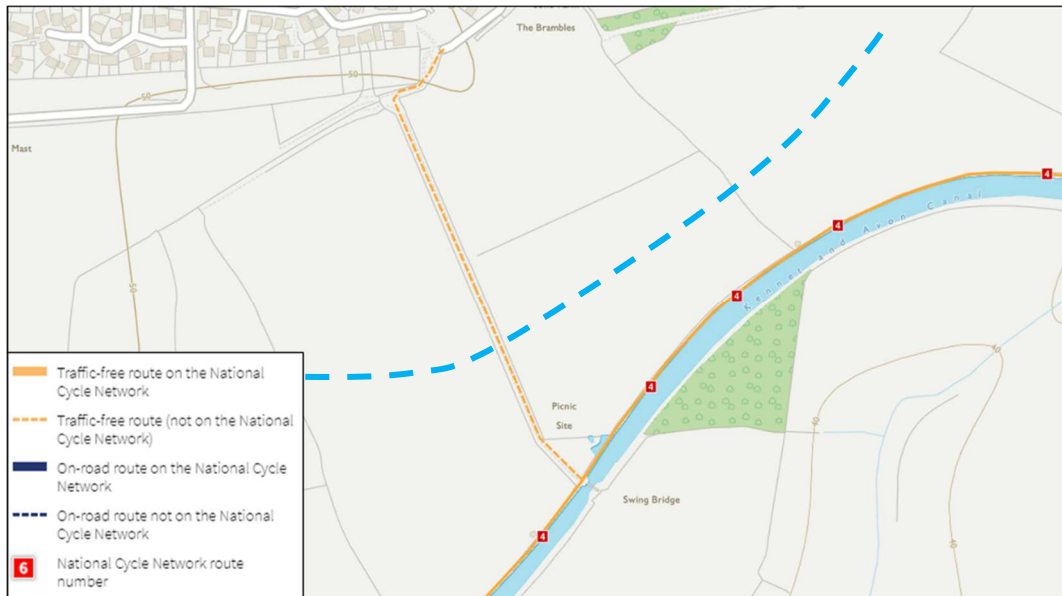 The Brambles
50
50
Mast
50
4
4
Kennet and Avon Canal
4
4
40
40
Picnic
Site
Swing Bridge
4
40
Traffic-free route on the National
Cycle Network
Traffic-free route (not on the National
Cycle Network)
On-road route on the National Cycle
Network
On-road route not on the National
Cycle Network
6
National Cycle Network route
number